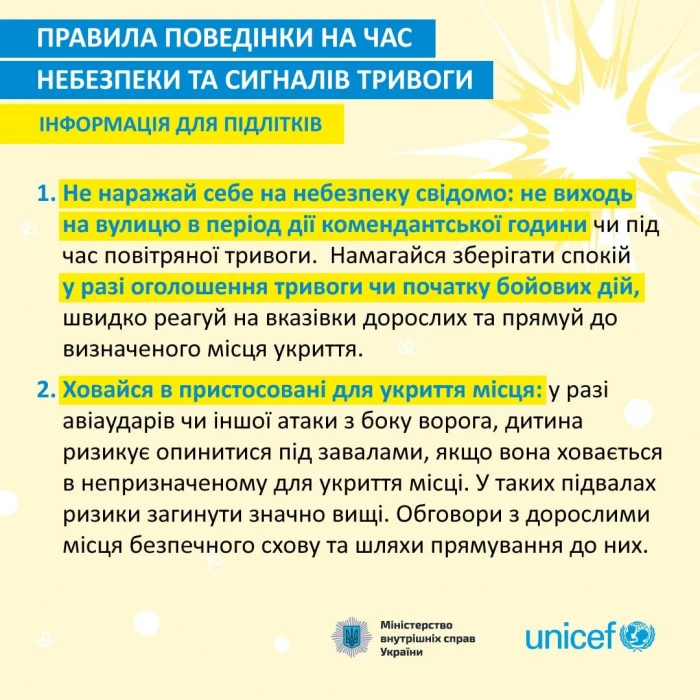 ПРАВИЛА ПОВЕДІНКИ НА ЧАС
НЕБЕЗПЕКИ ТА СИГНАЛІВ ТРИВОГИ
ІНФОРМАЦІЯ ДЛЯ ПІДЛІТКІВ
1. Не наражай себе на небезпеку свідомо: не виходь
на вулицю в період дії комендантської години чи під
час повітряної тривоги. Намагайся зберігати спокій
у разі оголошення тривоги чи початку бойових дій,
швидко реагуй на вказівки дорослих та прямуй до
визначеного місця укриття.
2. Ховайся в пристосовані для укриття місця: у разі
авіаударів чи іншої атаки з боку ворога, дитина
ризикує опинитися під завалами, якщо вона ховається
в непризначеному для укриття місці. У таких підвалах
ризики загинути значно вищі. Обговори з дорослими
місця безпечного схову та шляхи прямування до них.
Міністерство
внутрішніх справ
України
unicef